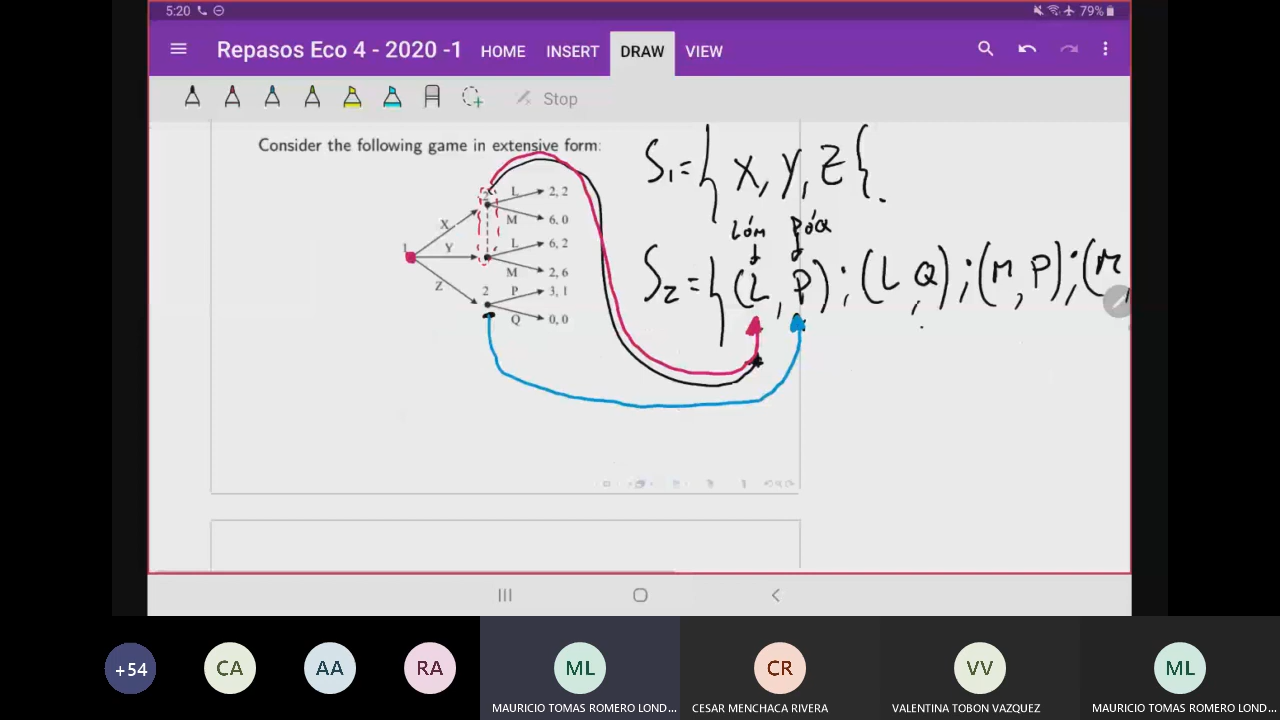 5:20
79%
Repasos Eco 4 - 2020 -1 HOME INSERT DRAW VIEW
Stop
Consider the following game in extensive form:
S1={ X, Y, Z }.
LóM PóQ
S2={ (L, P); (L, Q); (M, P); (M,
1
2
X
Y
Z
L 2, 2
M 6, 0
L 6, 2
M 2, 6
2
P 3, 1
Q 0, 0
+54 CA AA RA ML CR VV ML
MAURICIO TOMAS ROMERO LOND... CESAR MENCHACA RIVERA VALENTINA TOBON VAZQUEZ MAURICIO TOMAS ROMERO LOND...